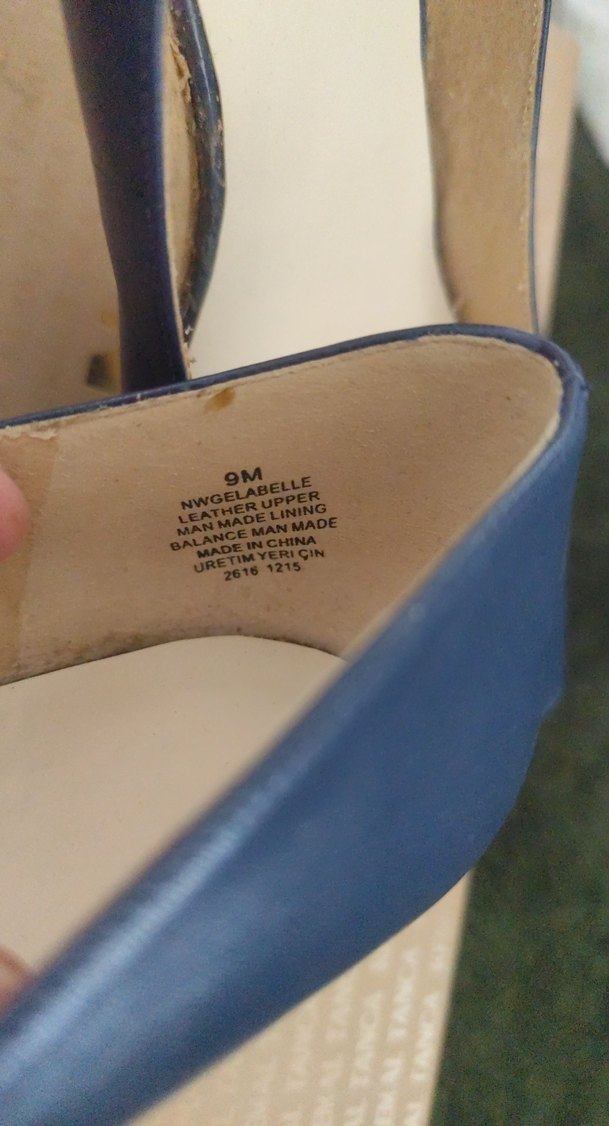 9M
NWGELABELLE
LEATHER UPPER
MAN MADE LINING
BALANCE MAN MADE
MADE IN CHINA
URETIM YERI ÇIN
2616 1215